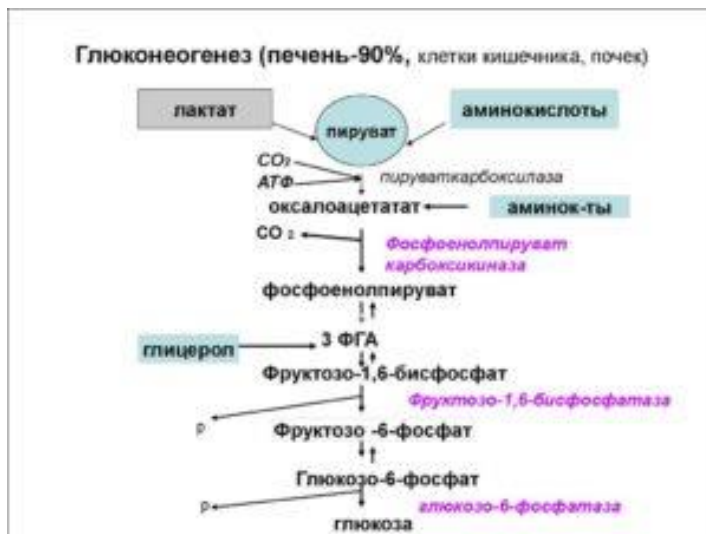 Глюконеогенез (печень-90%, клетки кишечника, почек)
лактат
пируват
аминокислоты
CO₂
АТФ
пируваткарбоксилаза
оксалоацетатат
аминок-ты
CO 2
Фосфоенолпируват
карбоксикиназа
фосфоенолпируват
3 ФГА
глицерол
Фруктозо-1,6-бисфосфат
Фруктозо-1,6-бисфосфатаза
p
Фруктозо -6-фосфат
Глюкозо-6-фосфат
p
глюкозо-6-фосфатаза
глюкоза